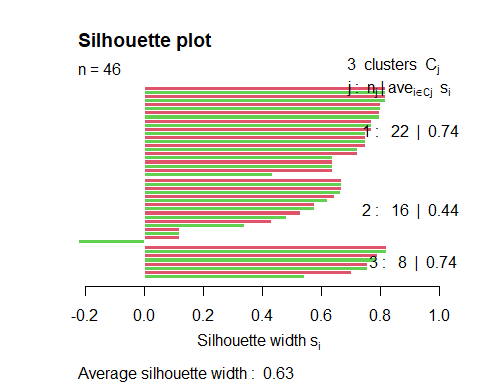 Silhouette plot
n = 46
3 clusters Cj
j : nj | avei∈Cj si
1 : 22 | 0.74
2 : 16 | 0.44
3 : 8 | 0.74
-0.2 0.0 0.2 0.4 0.6 0.8 1.0
Silhouette width si
Average silhouette width : 0.63